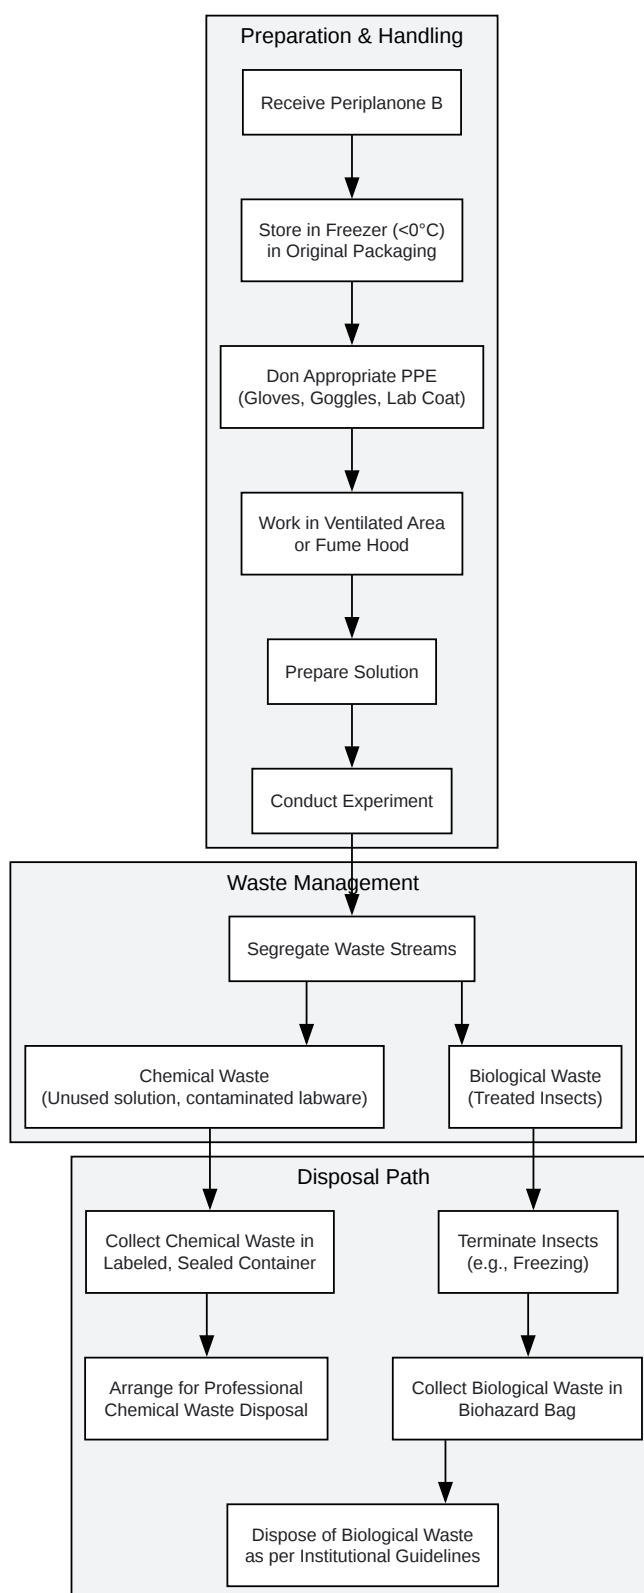 Preparation & Handling
Receive Periplanone B
Store in Freezer (<0°C)
in Original Packaging
Don Appropriate PPE
(Gloves, Goggles, Lab Coat)
Work in Ventilated Area
or Fume Hood
Prepare Solution
Conduct Experiment
Waste Management
Segregate Waste Streams
Chemical Waste
(Unused solution, contaminated labware)
Biological Waste
(Treated Insects)
Disposal Path
Collect Chemical Waste in
Labeled, Sealed Container
Terminate Insects
(e.g., Freezing)
Arrange for Professional
Chemical Waste Disposal
Collect Biological Waste in
Biohazard Bag
Dispose of Biological Waste
as per Institutional Guidelines